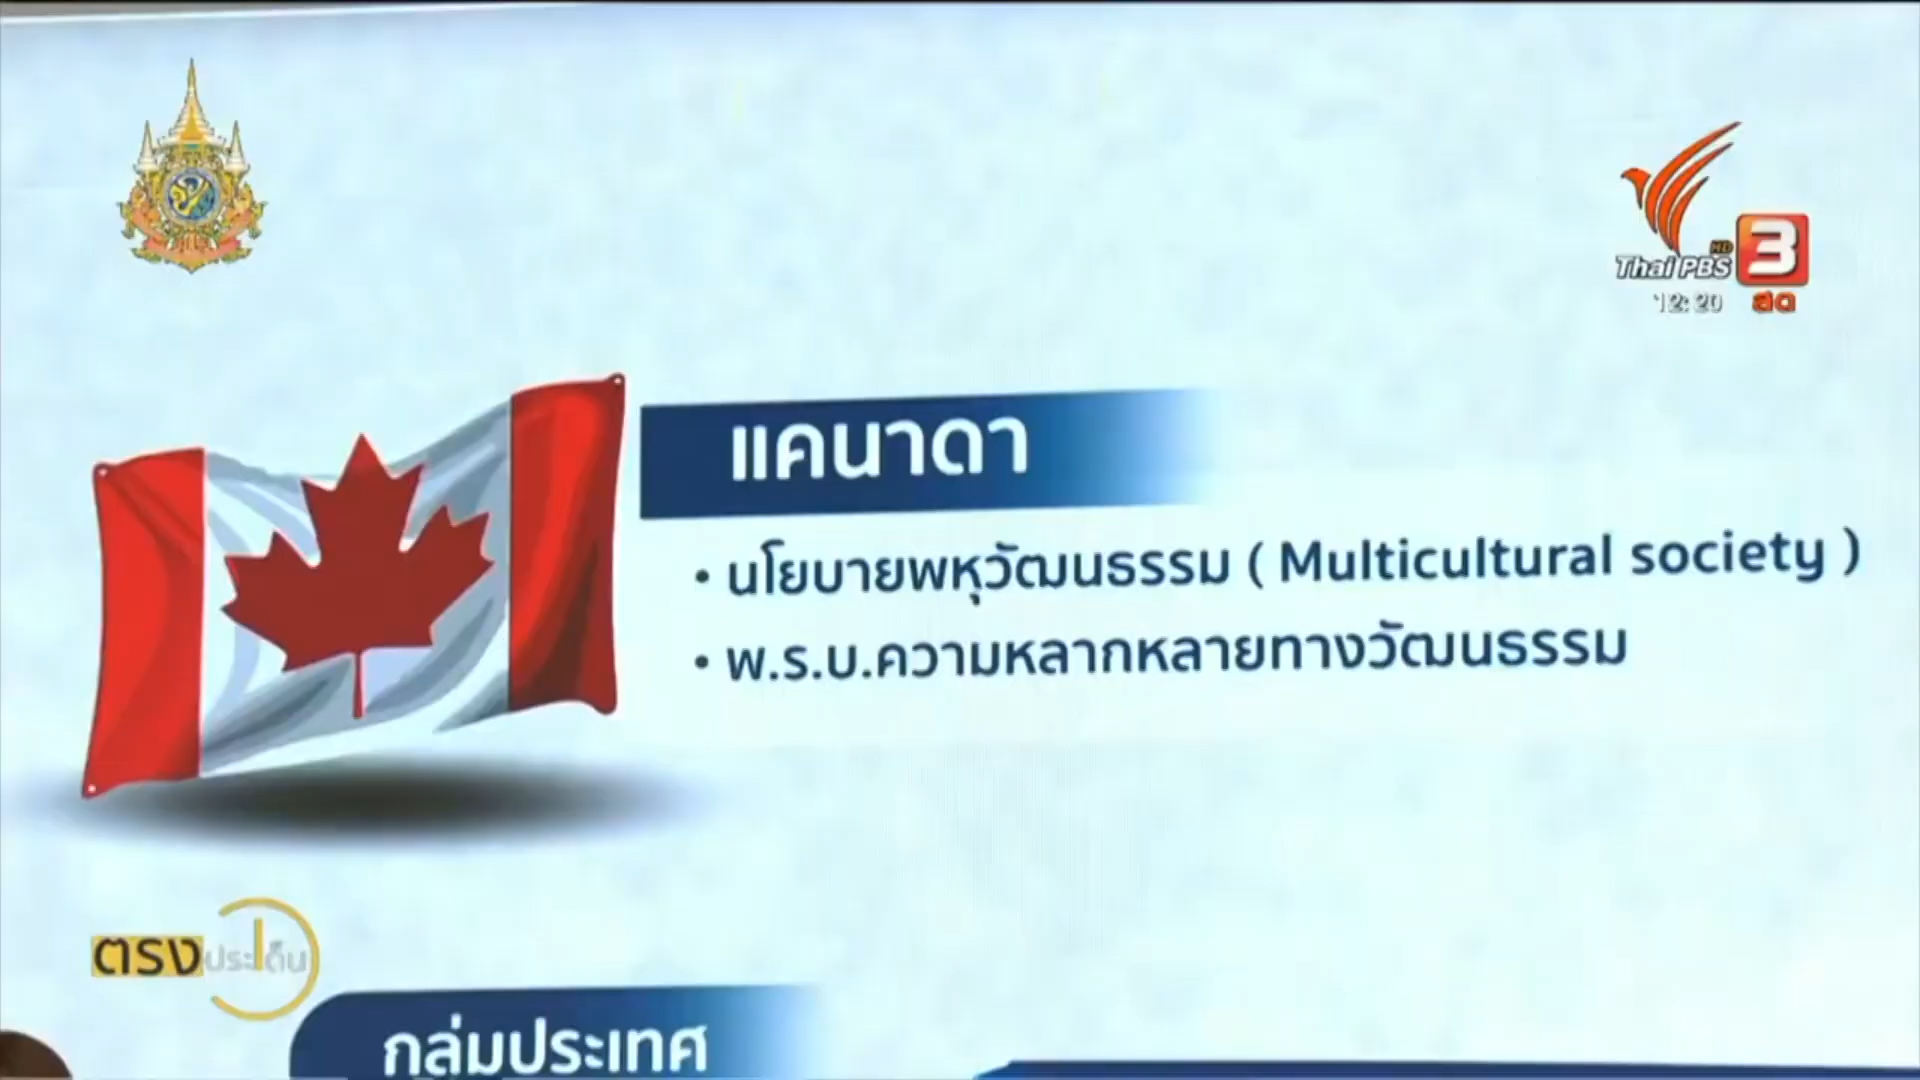 HD
Thai PBS 3
12:20 สด
แคนาดา
• นโยบายพหุวัฒนธรรม ( Multicultural society )
• พ.ร.บ.ความหลากหลายทางวัฒนธรรม
ตรงประเด็น
กลุ่มประเทศ